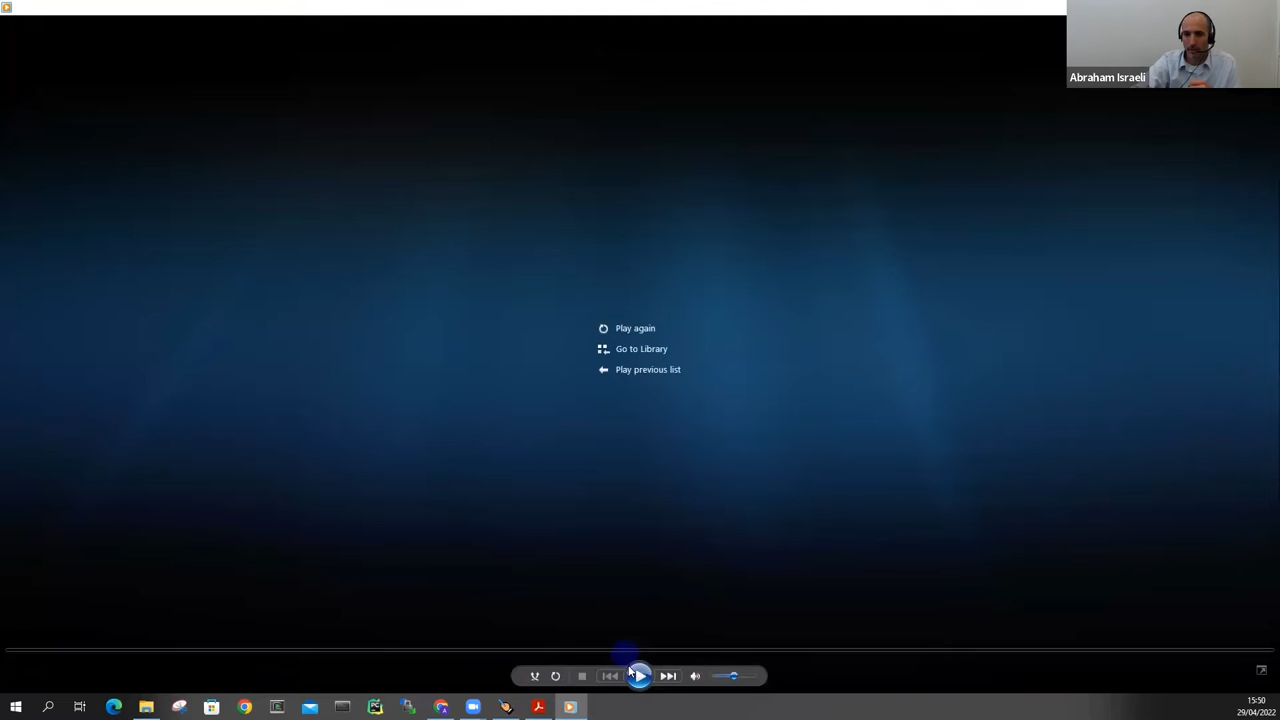 Abraham Israeli
Play again
Go to Library
Play previous list
15:50
29/04/2022